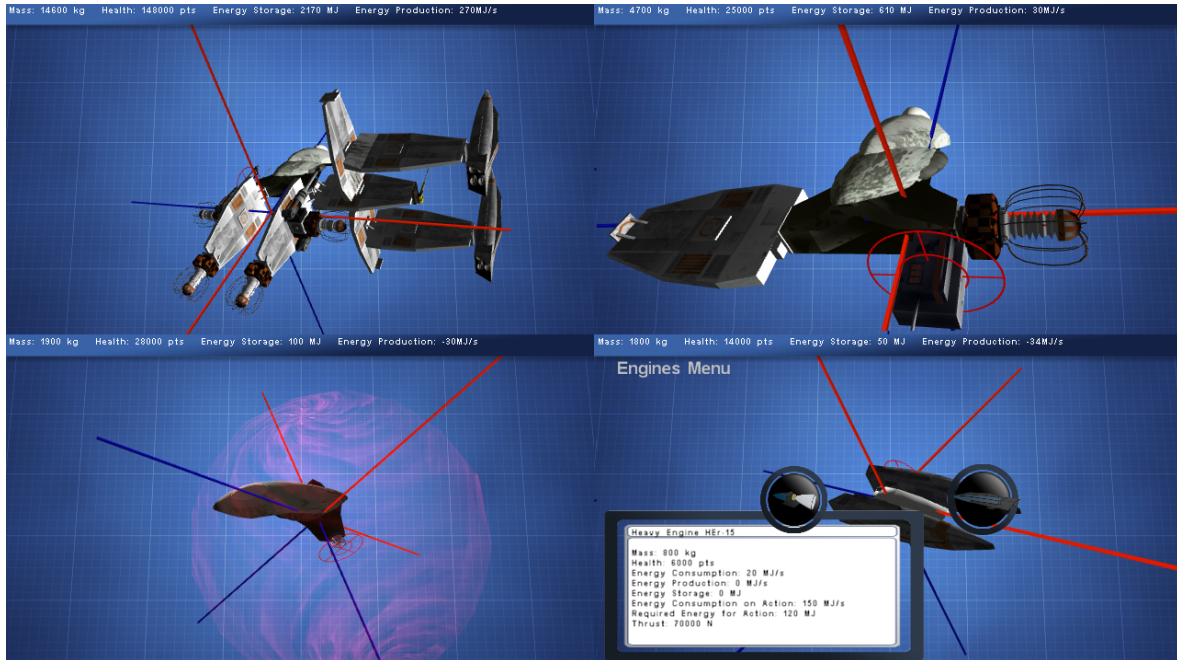 Mass: 14600 kg Health: 148000 pts Energy Storage: 2170 MJ Energy Production: 270MJ/s
Mass: 4700 kg Health: 25000 pts Energy Storage: 610 MJ Energy Production: 30MJ/s
Mass: 1900 kg Health: 28000 pts Energy Storage: 100 MJ Energy Production: -30MJ/s
Mass: 1800 kg Health: 14000 pts Energy Storage: 50 MJ Energy Production: -34MJ/s
Engines Menu
Heavy Engine HEr-15
Mass: 800 kg
Health: 6000 pts
Energy Consumption: 20 MJ/s
Energy Production: 0 MJ/s
Energy Storage: 0 MJ
Energy Consumption on Action: 150 MJ/s
Required Energy for Action: 120 MJ
Thrust: 70000 N